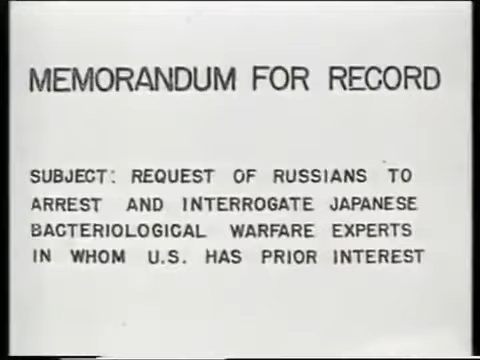 MEMORANDUM FOR RECORD
SUBJECT: REQUEST OF RUSSIANS TO
ARREST AND INTERROGATE JAPANESE
BACTERIOLOGICAL WARFARE EXPERTS
IN WHOM U.S. HAS PRIOR INTEREST